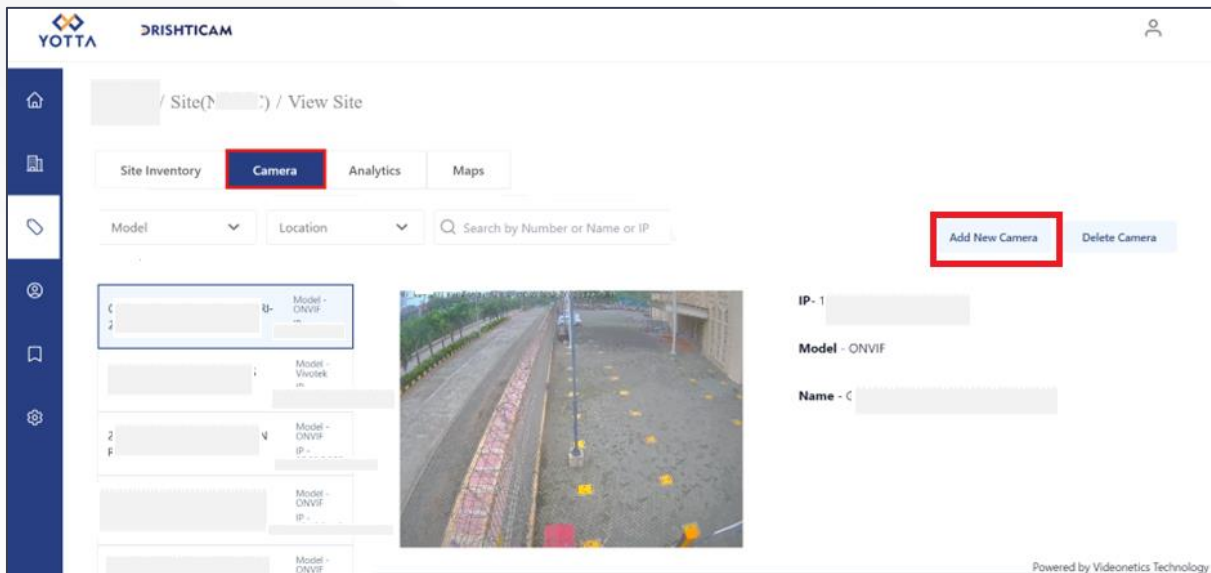 YOTTA
DRISHTICAM
/ Site(N / View Site
Site Inventory
Camera
Analytics
Maps
Model
Location
Search by Number or Name or IP
Add New Camera
Delete Camera
Model -
ONVIF
Model -
Vivotek
Model -
ONVIF
IP -
Model -
ONVIF
IP -
Model -
ONVIF
IP- 1
Model - ONVIF
Name -
Powered by Videonetics Technology